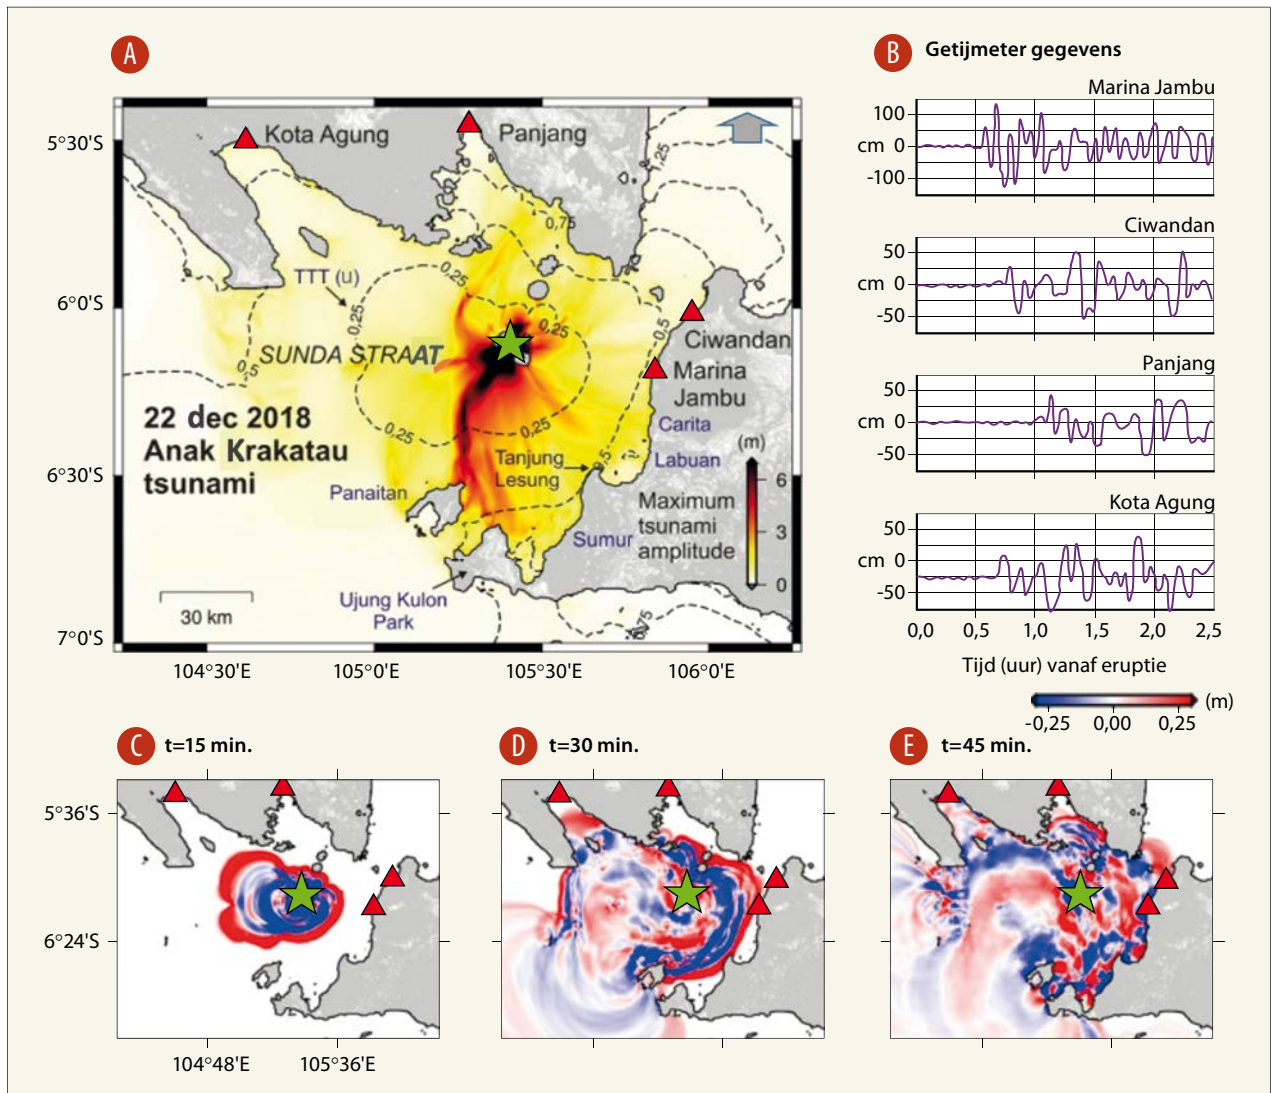 A
Kota Agung
Panjang
5°30'S
6°0'S
6°30'S
7°0'S
0,25
0,75
TTT (u)
0,25
0,25
0,25
0,5
0,5
SUNDA STRAAT
Ciwandan
Marina
Jambu
22 dec 2018
Anak Krakatau
tsunami
0,25
0,25
Carita
0,5
Labuan
Tanjung
Lesung
Panaitan
Sumur
Maximum
tsunami
amplitude
(m)
6
3
0
30 km
Ujung Kulon
Park
0,75
104°30'E
105°0'E
105°30'E
106°0'E
B Getijmeter gegevens
Marina Jambu
100
cm 0
-100
Ciwandan
50
cm 0
-50
Panjang
50
cm 0
-50
Kota Agung
50
cm 0
-50
0,0 0,5 1,0 1,5 2,0 2,5
Tijd (uur) vanaf eruptie
(m)
-0,25 0,00 0,25
C t=15 min.
D t=30 min.
E t=45 min.
5°36'S
6°24'S
104°48'E 105°36'E